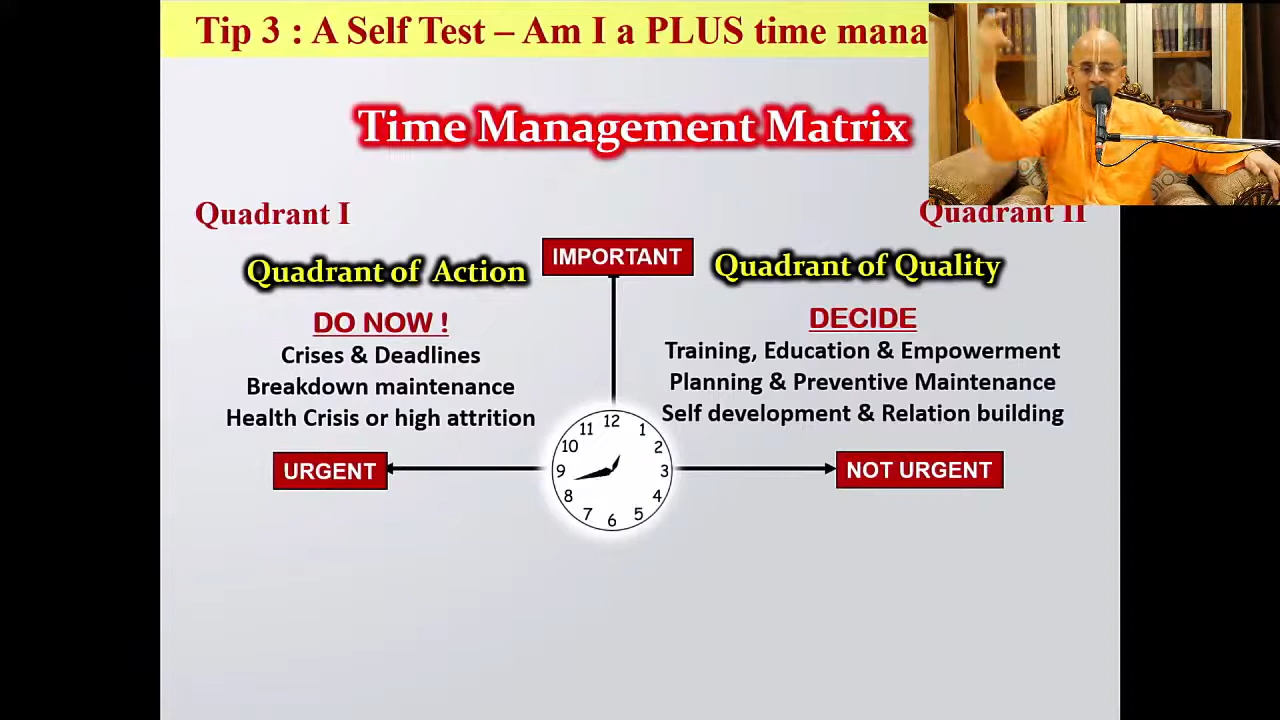 Tip 3 : A Self Test – Am I a PLUS time mana
Time Management Matrix
Quadrant I
Quadrant II
IMPORTANT
Quadrant of Action
Quadrant of Quality
DO NOW !
Crises & Deadlines
Breakdown maintenance
Health Crisis or high attrition
DECIDE
Training, Education & Empowerment
Planning & Preventive Maintenance
Self development & Relation building
URGENT
NOT URGENT
12
1
2
3
4
5
6
7
8
9
10
11